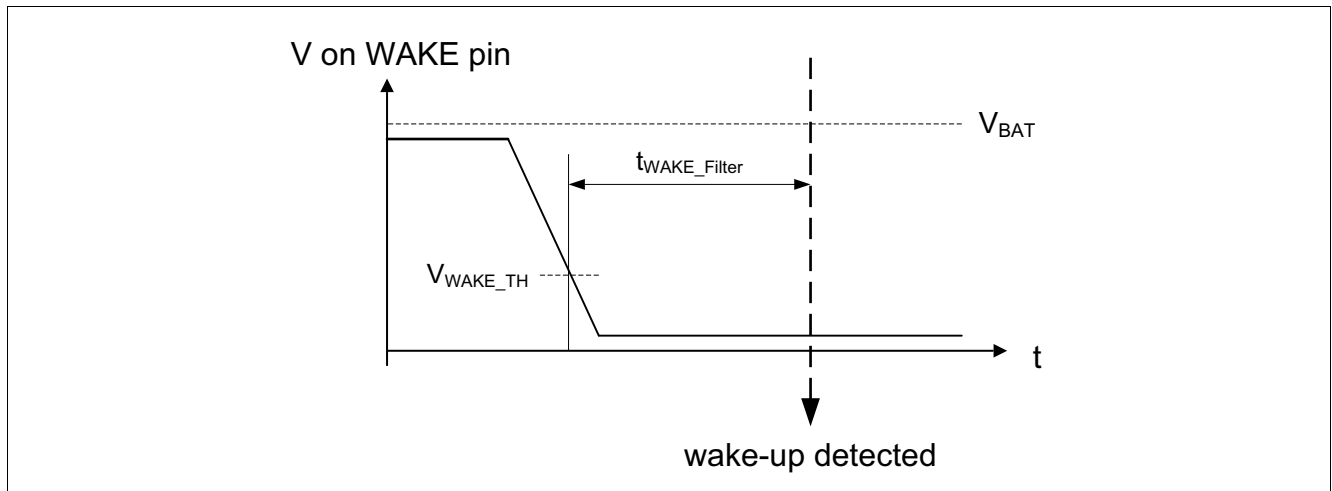 V on WAKE pin
V_BAT
t_WAKE_Filter
V_WAKE_TH
t
wake-up detected